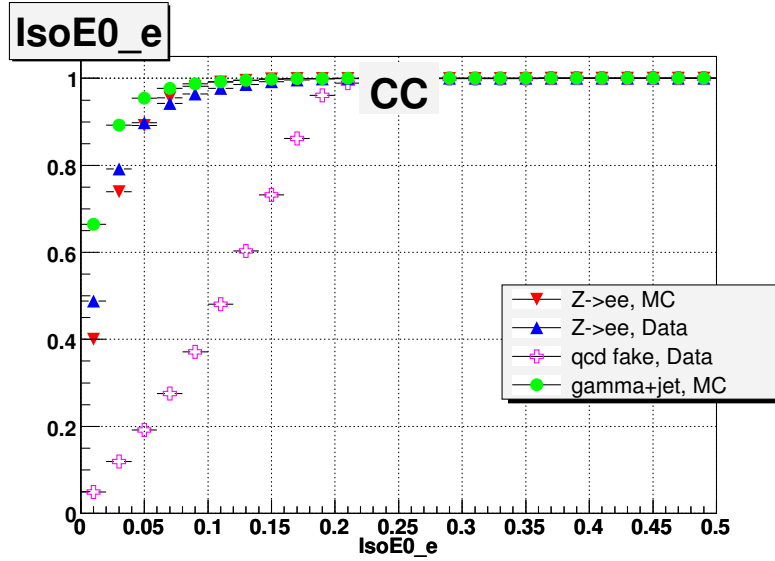 IsoE0_e
CC
1
0.8
0.6
0.4
0.2
0
Z->ee, MC
Z->ee, Data
qcd fake, Data
gamma+jet, MC
0 0.05 0.1 0.15 0.2 0.25 0.3 0.35 0.4 0.45 0.5
IsoE0_e